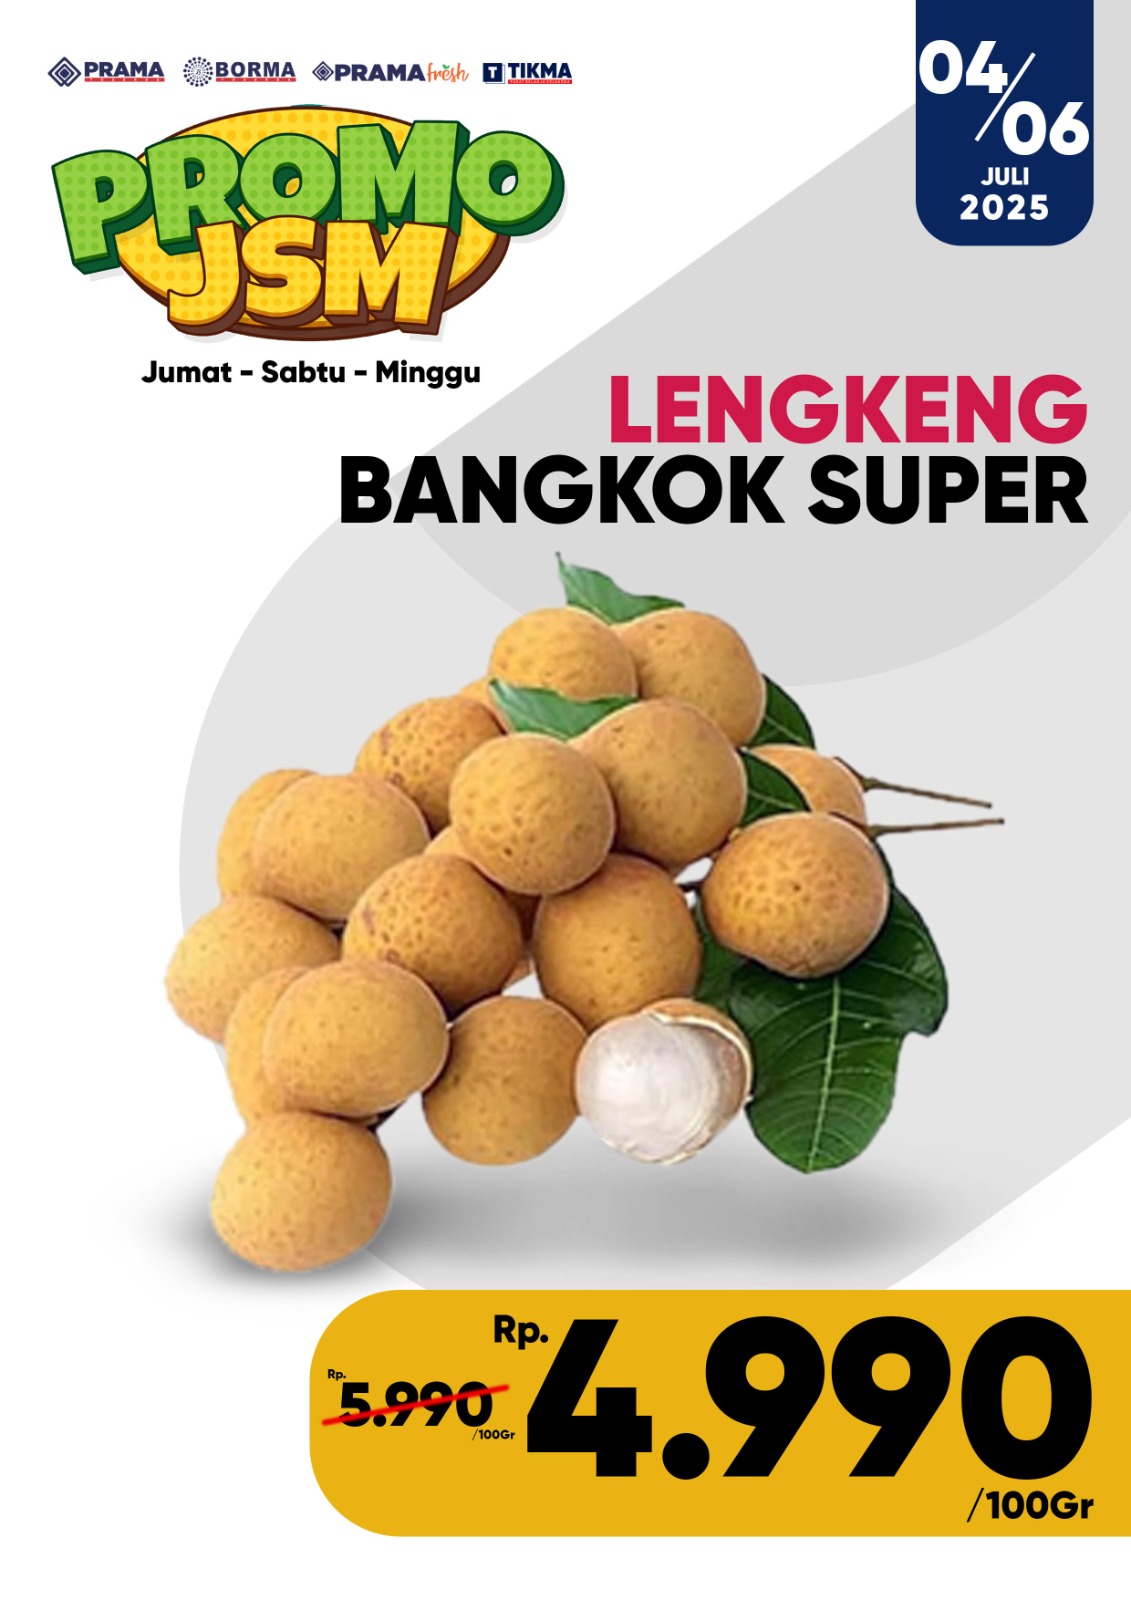 PRAMA BORMA PRAMA fresh TIKMA
PROMO
JSM
Jumat - Sabtu - Minggu
04/06
JULI
2025
LENGKENG
BANGKOK SUPER
Rp.
5.990
/100Gr
Rp.
4.990
/100Gr